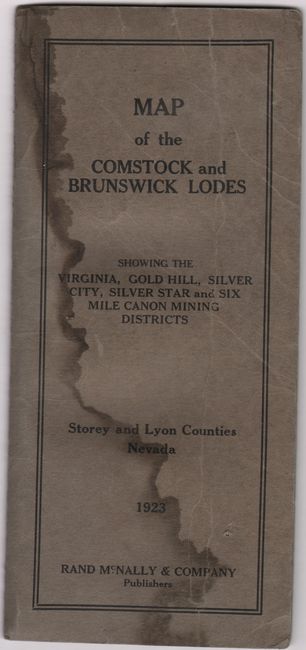 MAP
of the
COMSTOCK and
BRUNSWICK LODES
SHOWING THE
VIRGINIA, GOLD HILL, SILVER
CITY, SILVER STAR and SIX
MILE CANON MINING
DISTRICTS
Storey and Lyon Counties
Nevada
1923
RAND McNALLY & COMPANY
Publishers